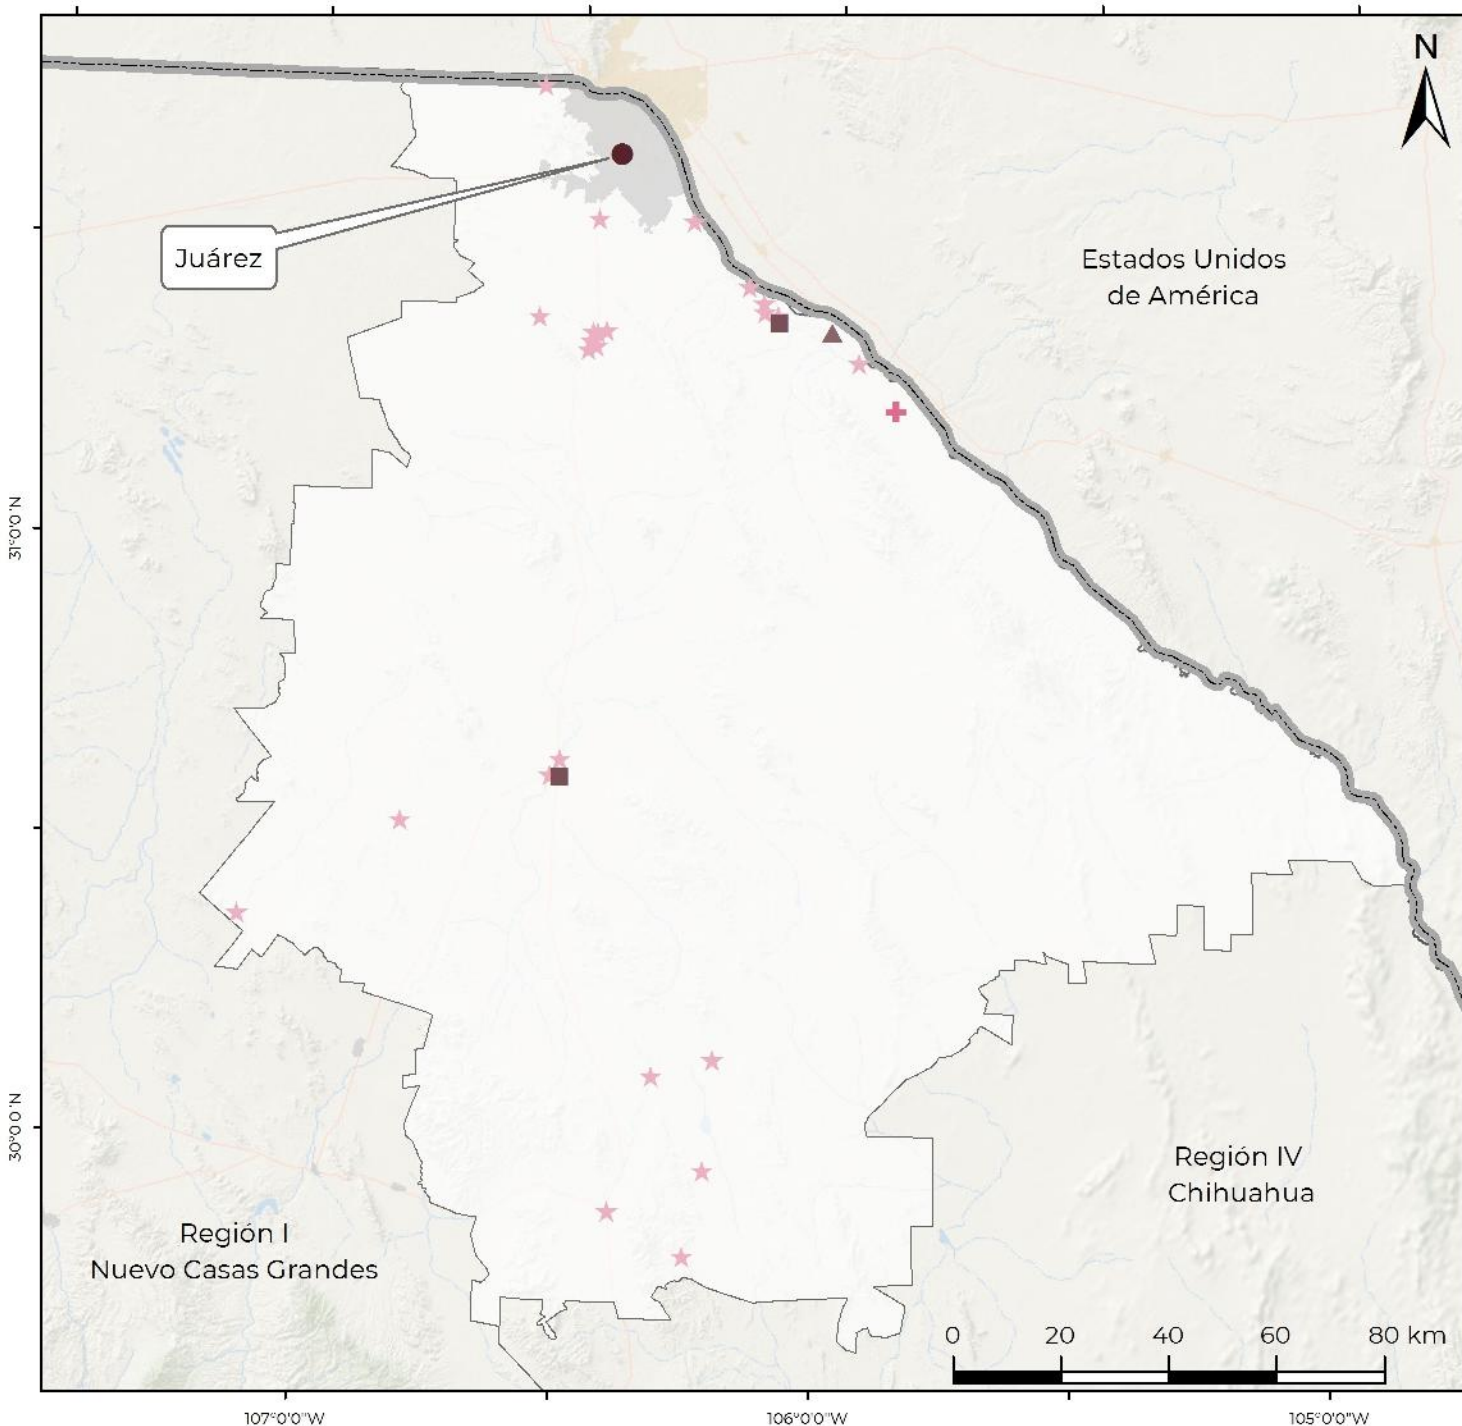 N
Juárez
Estados Unidos
de América
31°0'0"N
30°0'0"N
Región IV
Chihuahua
Región I
Nuevo Casas Grandes
0 20 40 60 80 km
107°0'0"W 106°0'0"W 105°0'0"W